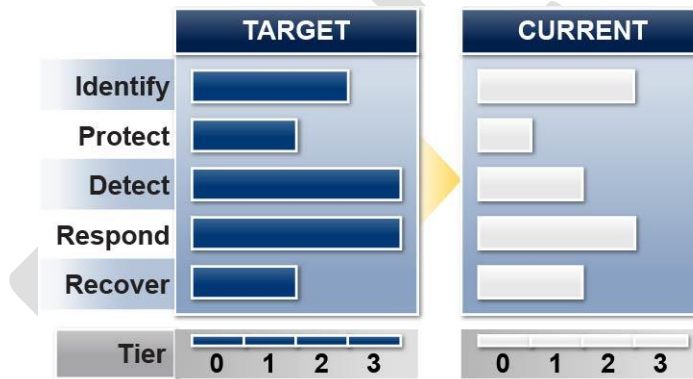 TARGET CURRENT
Identify
Protect
Detect
Respond
Recover
Tier 0 1 2 3 0 1 2 3